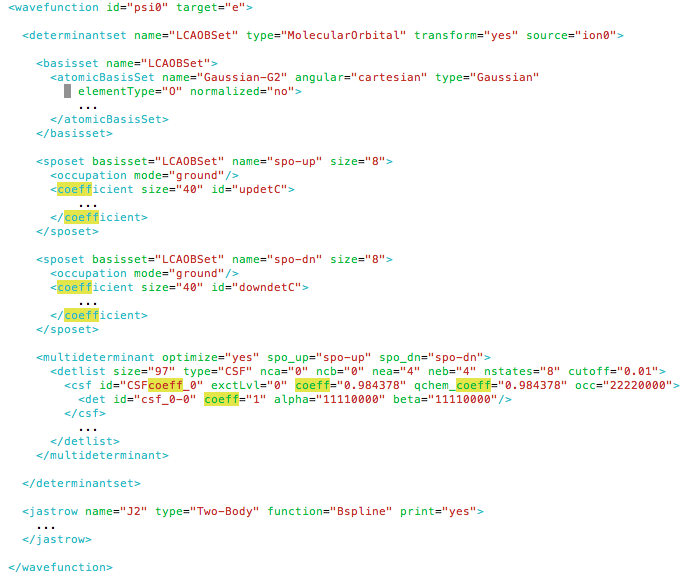 <wavefunction id="psi0" target="e">
<determinantset name="LCAOBSet" type="MolecularOrbital" transform="yes" source="ion0">
<basisset name="LCAOBSet">
<atomicBasisSet name="Gaussian-G2" angular="cartesian" type="Gaussian"
elementType="O" normalized="no">
...
</atomicBasisSet>
</basisset>
<sposet basisset="LCAOBSet" name="spo-up" size="8">
<occupation mode="ground"/>
<coefficient size="40" id="updetC">
...
</coefficient>
</sposet>
<sposet basisset="LCAOBSet" name="spo-dn" size="8">
<occupation mode="ground"/>
<coefficient size="40" id="downdetC">
...
</coefficient>
</sposet>
<multideterminant optimize="yes" spo_up="spo-up" spo_dn="spo-dn">
<detlist size="97" type="CSF" nca="0" ncb="0" nea="4" neb="4" nstates="8" cutoff="0.01">
<csf id="CSFcoeff_0" exctLvl="0" coeff="0.984378" qchem_coeff="0.984378" occ="22220000">
<det id="csf_0-0" coeff="1" alpha="11110000" beta="11110000"/>
</csf>
...
</detlist>
</multideterminant>
</determinantset>
<jastrow name="J2" type="Two-Body" function="Bspline" print="yes">
...
</jastrow>
</wavefunction>